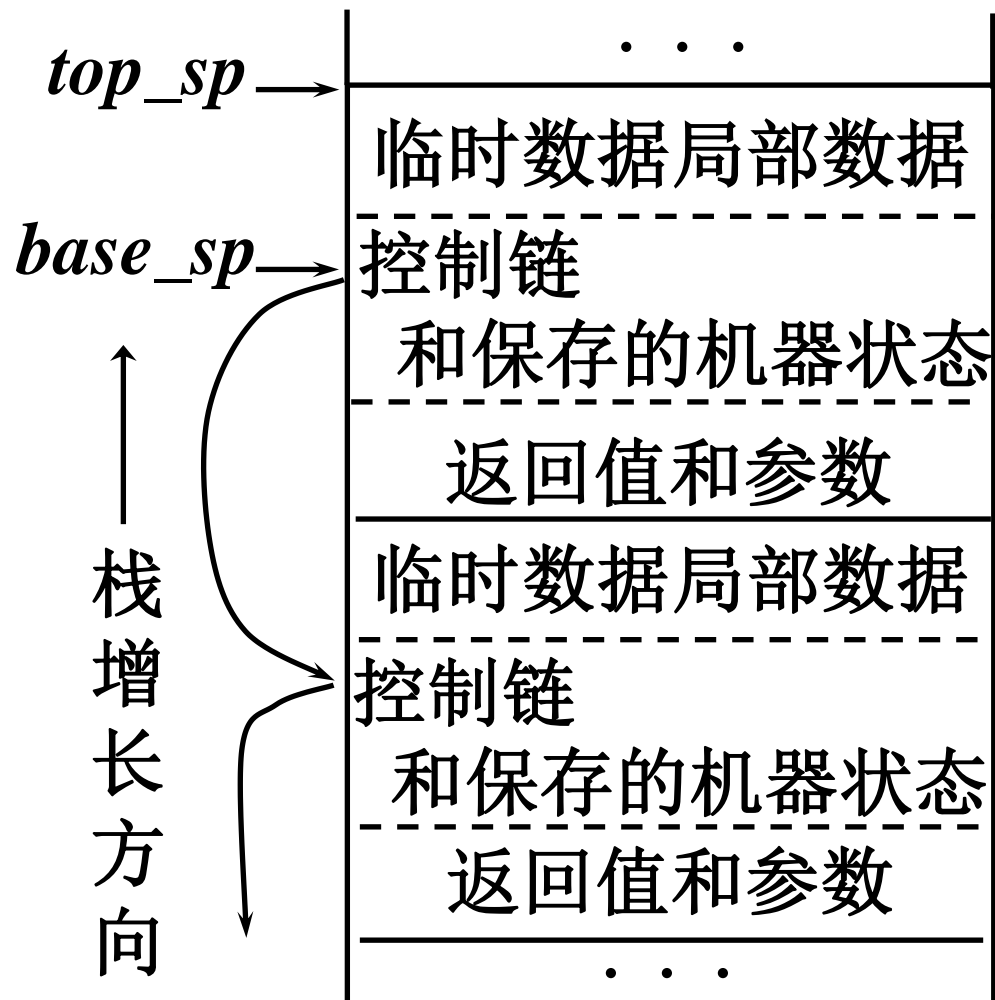 · · ·
top_sp
临时数据局部数据
base_sp
控制链
和保存的机器状态
返回值和参数
临时数据局部数据
控制链
和保存的机器状态
返回值和参数
· · ·
栈增长方向